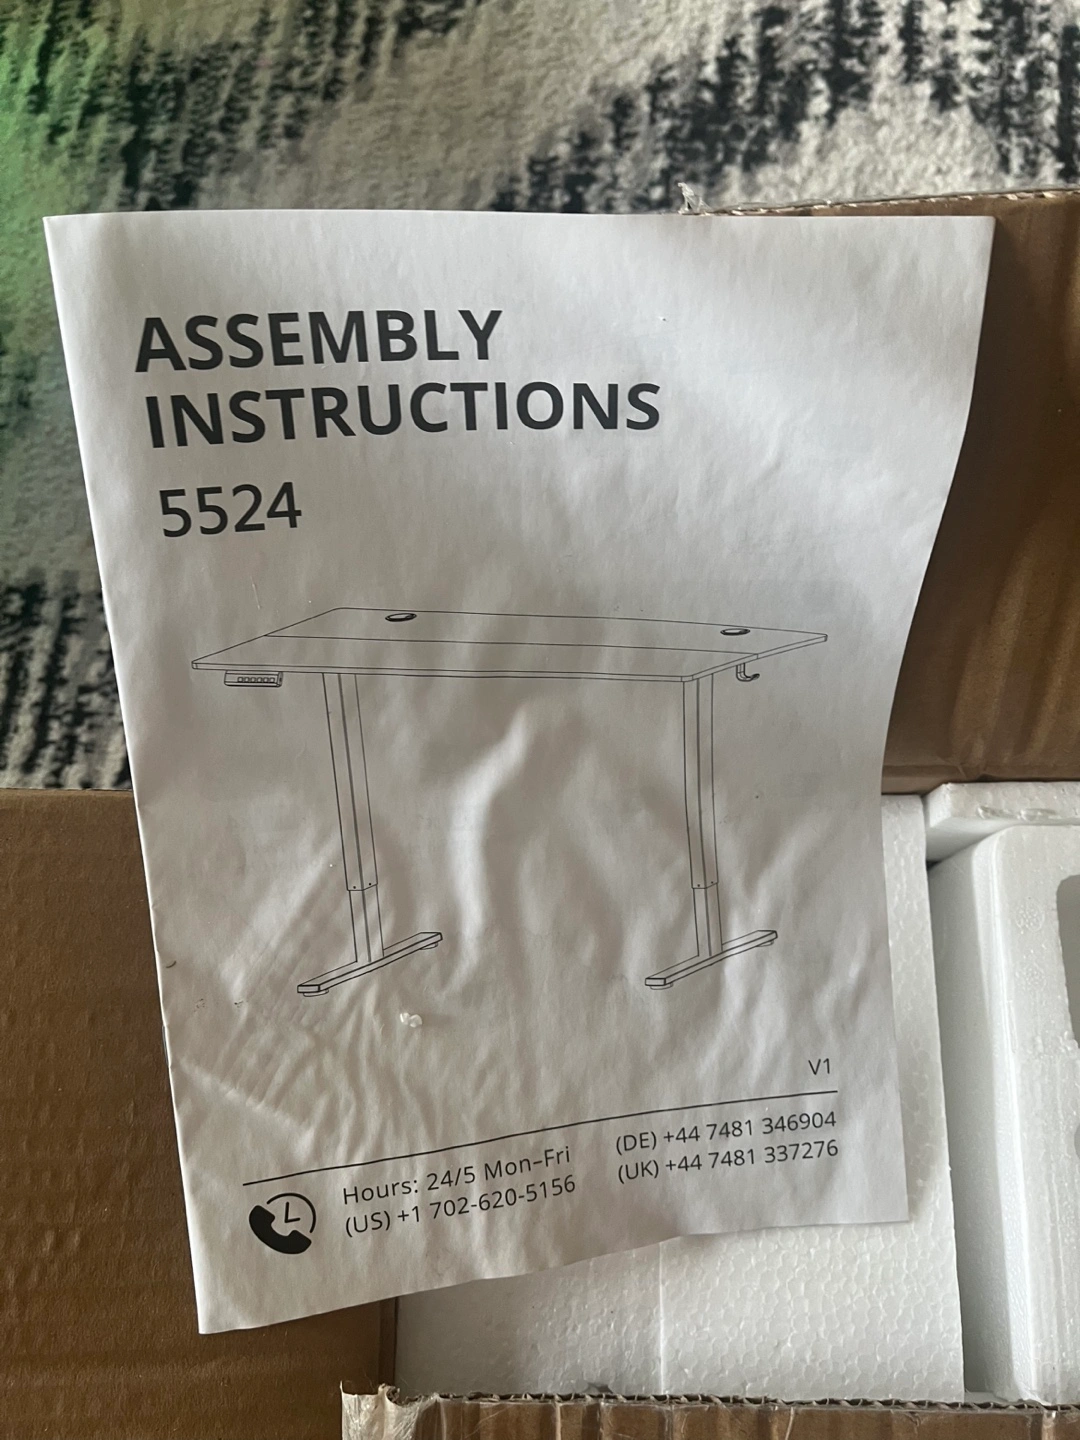 ASSEMBLY
INSTRUCTIONS
5524
V1
Hours: 24/5 Mon-Fri
(US) +1 702-620-5156
(DE) +44 7481 346904
(UK) +44 7481 337276